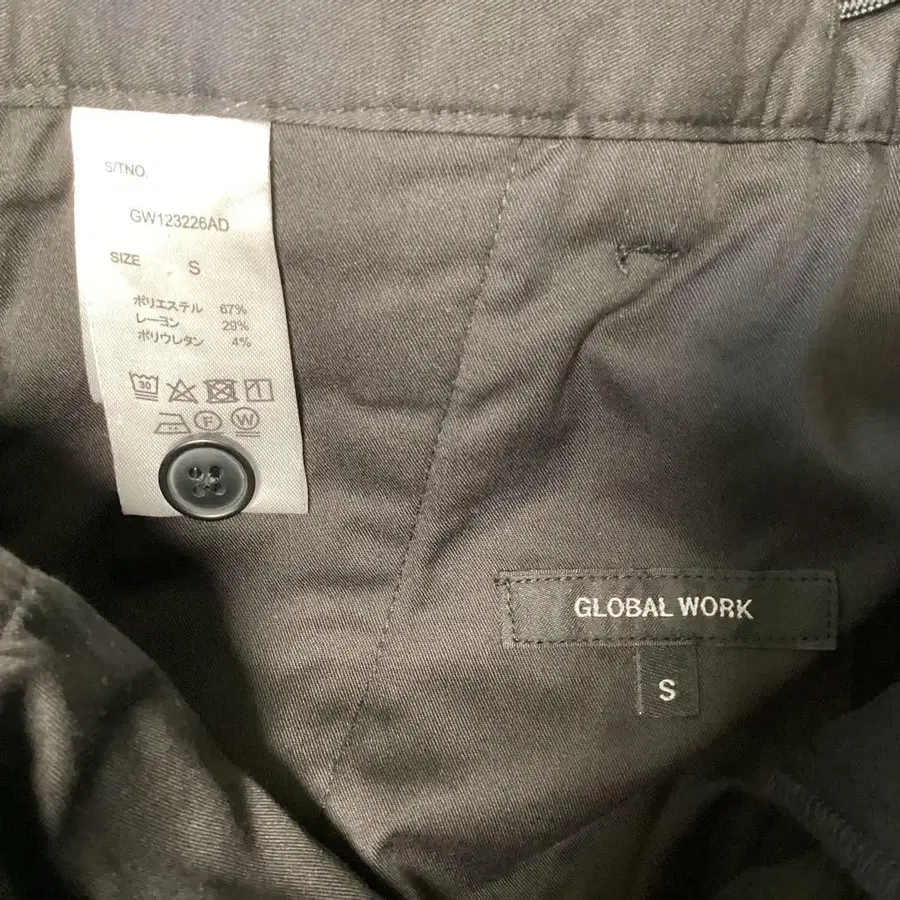 S/TNO.
GW123226AD
SIZE S
ポリエステル 67%
レーヨン 29%
ポリウレタン 4%
30
F W
GLOBAL WORK
S